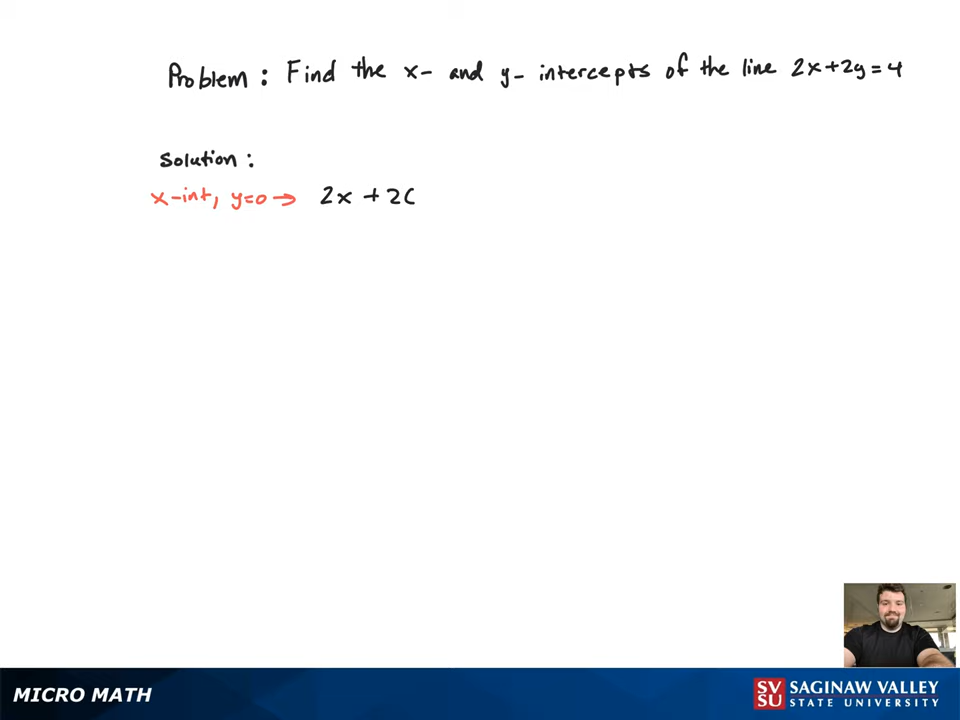 Problem: Find the x- and y- intercepts of the line 2x+2y=4
Solution:
x-int, y=0 → 2x + 2(
MICRO MATH
SV
SU
SAGINAW VALLEY
STATE UNIVERSITY